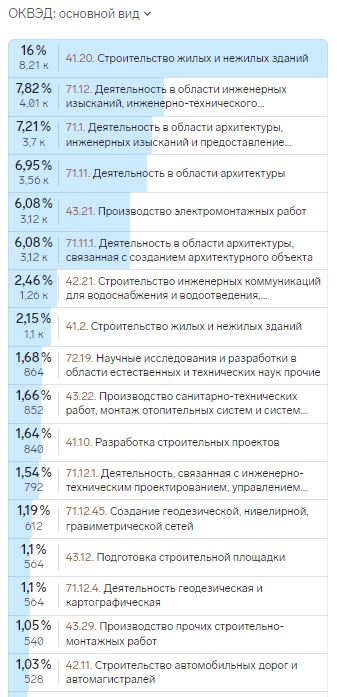 ОКВЭД: основной вид
16 %
8,21 к
41.20. Строительство жилых и нежилых зданий
7,82 %
4,01 к
71.12. Деятельность в области инженерных
изысканий, инженерно-технического...
7,21 %
3,7 к
71.1. Деятельность в области архитектуры,
инженерных изысканий и предоставление...
6,95 %
3,56 к
71.11. Деятельность в области архитектуры
6,08 %
3,12 к
43.21. Производство электромонтажных работ
6,08 %
3,12 к
71.11.1. Деятельность в области архитектуры,
связанная с созданием архитектурного объекта
2,46 %
1,26 к
42.21. Строительство инженерных коммуникаций
для водоснабжения и водоотведения,...
2,15 %
1,1 к
41.2. Строительство жилых и нежилых зданий
1,68 %
864
72.19. Научные исследования и разработки в
области естественных и технических наук прочие
1,66 %
852
43.22. Производство санитарно-технических
работ, монтаж отопительных систем и систем...
1,64 %
840
41.10. Разработка строительных проектов
1,54 %
792
71.12.1. Деятельность, связанная с инженерно-
техническим проектированием, управлением...
1,19 %
612
71.12.45. Создание геодезической, нивелирной,
гравиметрической сетей
1,1 %
564
43.12. Подготовка строительной площадки
1,1 %
564
71.12.4. Деятельность геодезическая и
картографическая
1,05 %
540
43.29. Производство прочих строительно-
монтажных работ
1,03 %
528
42.11. Строительство автомобильных дорог и
автомагистралей